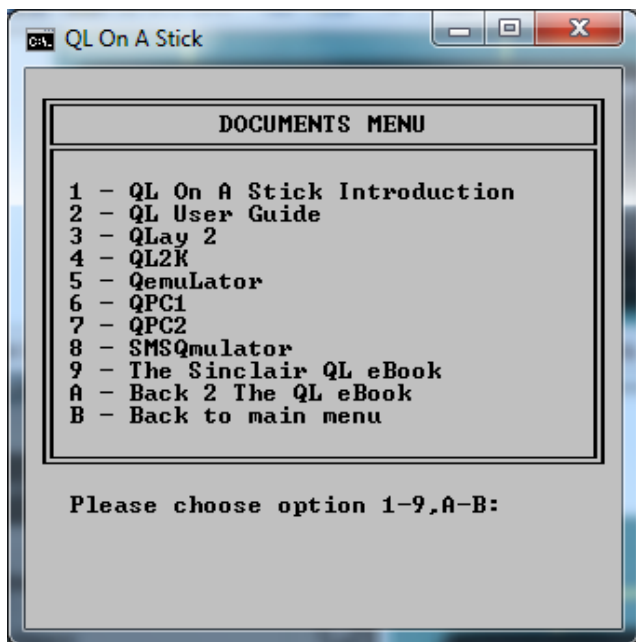 QL On A Stick
DOCUMENTS MENU
1 - QL On A Stick Introduction
2 - QL User Guide
3 - QLay 2
4 - QL2K
5 - QemuLator
6 - QPC1
7 - QPC2
8 - SMSQmulator
9 - The Sinclair QL eBook
A - Back 2 The QL eBook
B - Back to main menu
Please choose option 1-9,A-B: